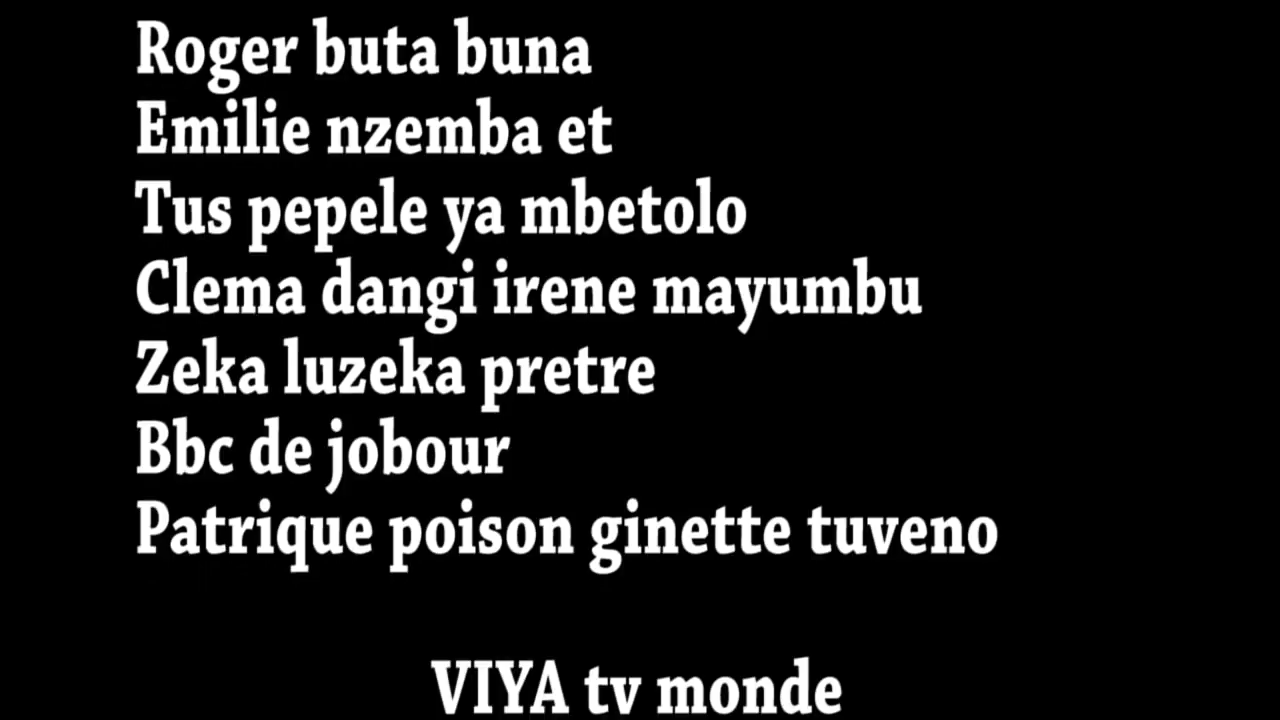 Roger buta buna
Emilie nzemba et
Tus pepele ya mbetolo
Clema dangi irene mayumbu
Zeka luzeka pretre
Bbc de jobour
Patrique poison ginette tuveno
VIYA tv monde